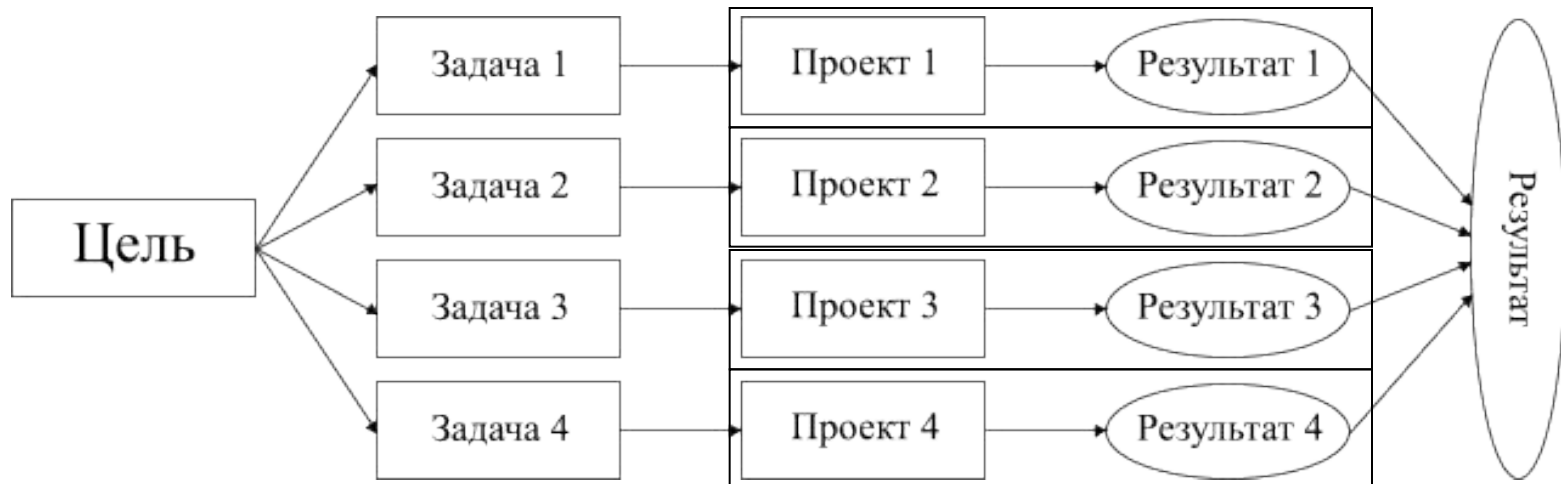 Цель
Задача 1
Проект 1
Результат 1
Задача 2
Проект 2
Результат 2
Задача 3
Проект 3
Результат 3
Задача 4
Проект 4
Результат 4
Результат